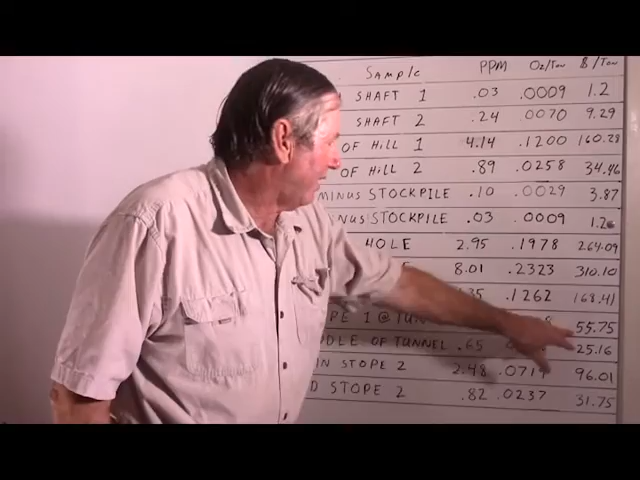 SAMPLE PPM Oz/TON $/TON
SHAFT 1 .03 .0009 1.2
SHAFT 2 .24 .0070 9.29
OF HILL 1 4.14 .1200 160.28
OF HILL 2 .89 .0258 34.46
MINUS STOCKPILE .10 .0029 3.87
STOCKPILE .03 .0009 1.26
HOLE 2.95 .1978 264.09
8.01 .2323 310.10
.1262 168.41
1 @ 55.75
OF TUNNEL .65 25.16
IN STOPE 2 2.48 .0714 96.01
STOPE 2 .82 .0237 31.75